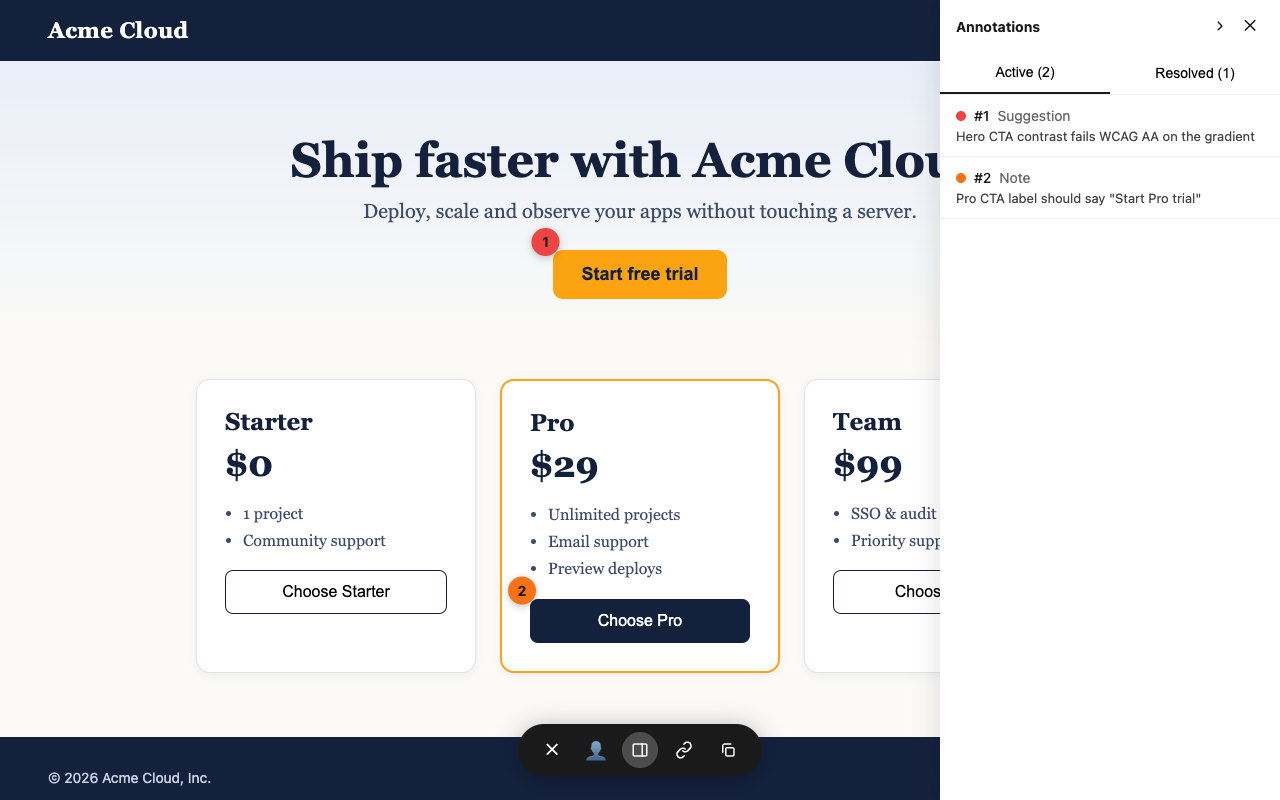 Acme Cloud
Ship faster with Acme Clou
Deploy, scale and observe your apps without touching a server.
1
Start free trial
Starter
$0
• 1 project
• Community support
Choose Starter
Pro
$29
• Unlimited projects
• Email support
• Preview deploys
2
Choose Pro
Team
$99
• SSO & audit
• Priority supp
Choos
© 2026 Acme Cloud, Inc.
Annotations
Active (2)
Resolved (1)
#1 Suggestion
Hero CTA contrast fails WCAG AA on the gradient
#2 Note
Pro CTA label should say "Start Pro trial"